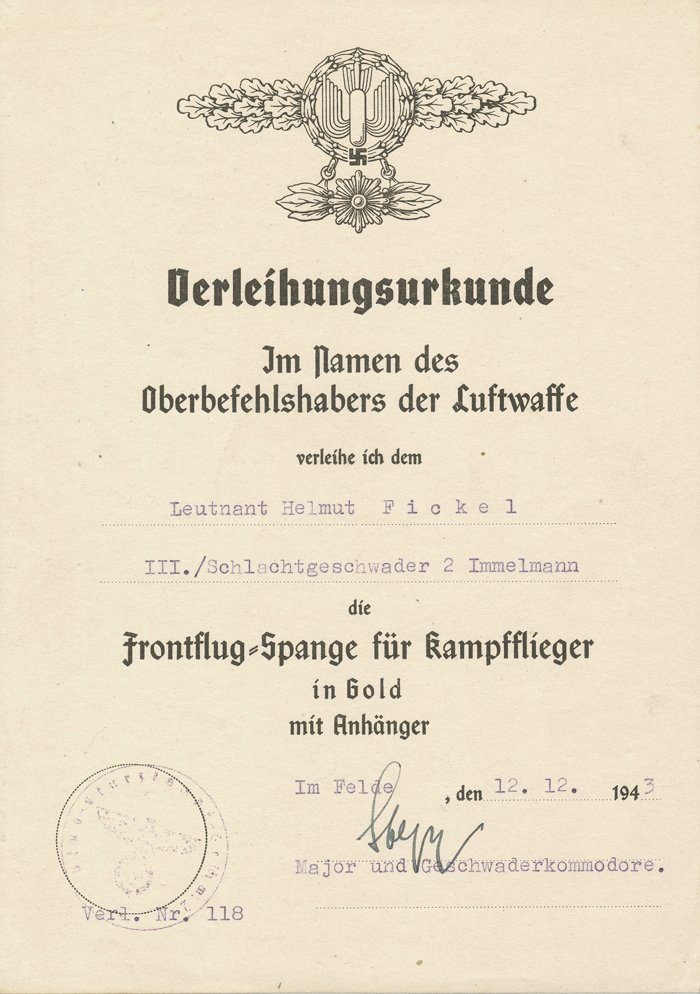 Verleihungsurkunde
Im Namen des
Oberbefehlshabers der Luftwaffe
verleihe ich dem
Leutnant Helmut Fickel
III./Schlachtgeschwader 2 Immelmann
die
Frontflug-Spange für Kampfflieger
in Gold
mit Anhänger
Im Felde, den 12. 12. 1943
Major und Geschwaderkommodore.
Verl. Nr. 118